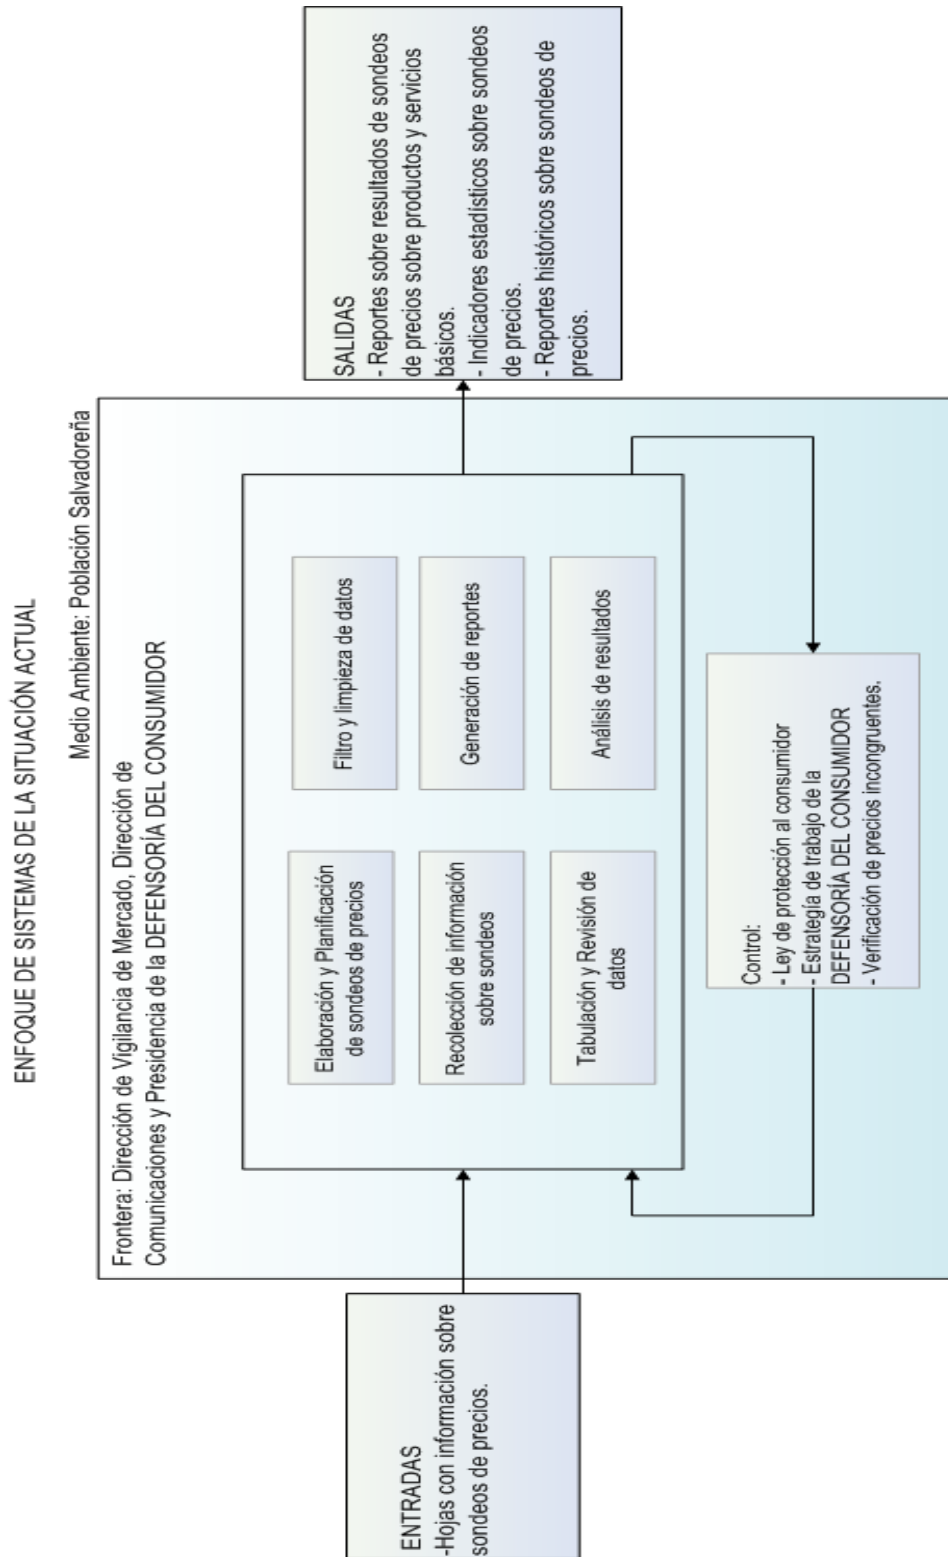 ENFOQUE DE SISTEMAS DE LA SITUACIÓN ACTUAL
Medio Ambiente: Población Salvadoreña
Frontera: Dirección de Vigilancia de Mercado, Dirección de
Comunicaciones y Presidencia de la DEFENSORÍA DEL CONSUMIDOR
ENTRADAS
-Hojas con información sobre
sondeos de precios.
Elaboración y Planificación
de sondeos de precios
Filtro y limpieza de datos
Recolección de información
sobre sondeos
Generación de reportes
Tabulación y Revisión de
datos
Análisis de resultados
Control:
- Ley de protección al consumidor
- Estrategía de trabajo de la
DEFENSORÍA DEL CONSUMIDOR
- Verificación de precios incongruentes.
SALIDAS
- Reportes sobre resultados de sondeos
de precios sobre productos y servicios
básicos.
- Indicadores estadísticos sobre sondeos
de precios.
- Reportes históricos sobre sondeos de
precios.